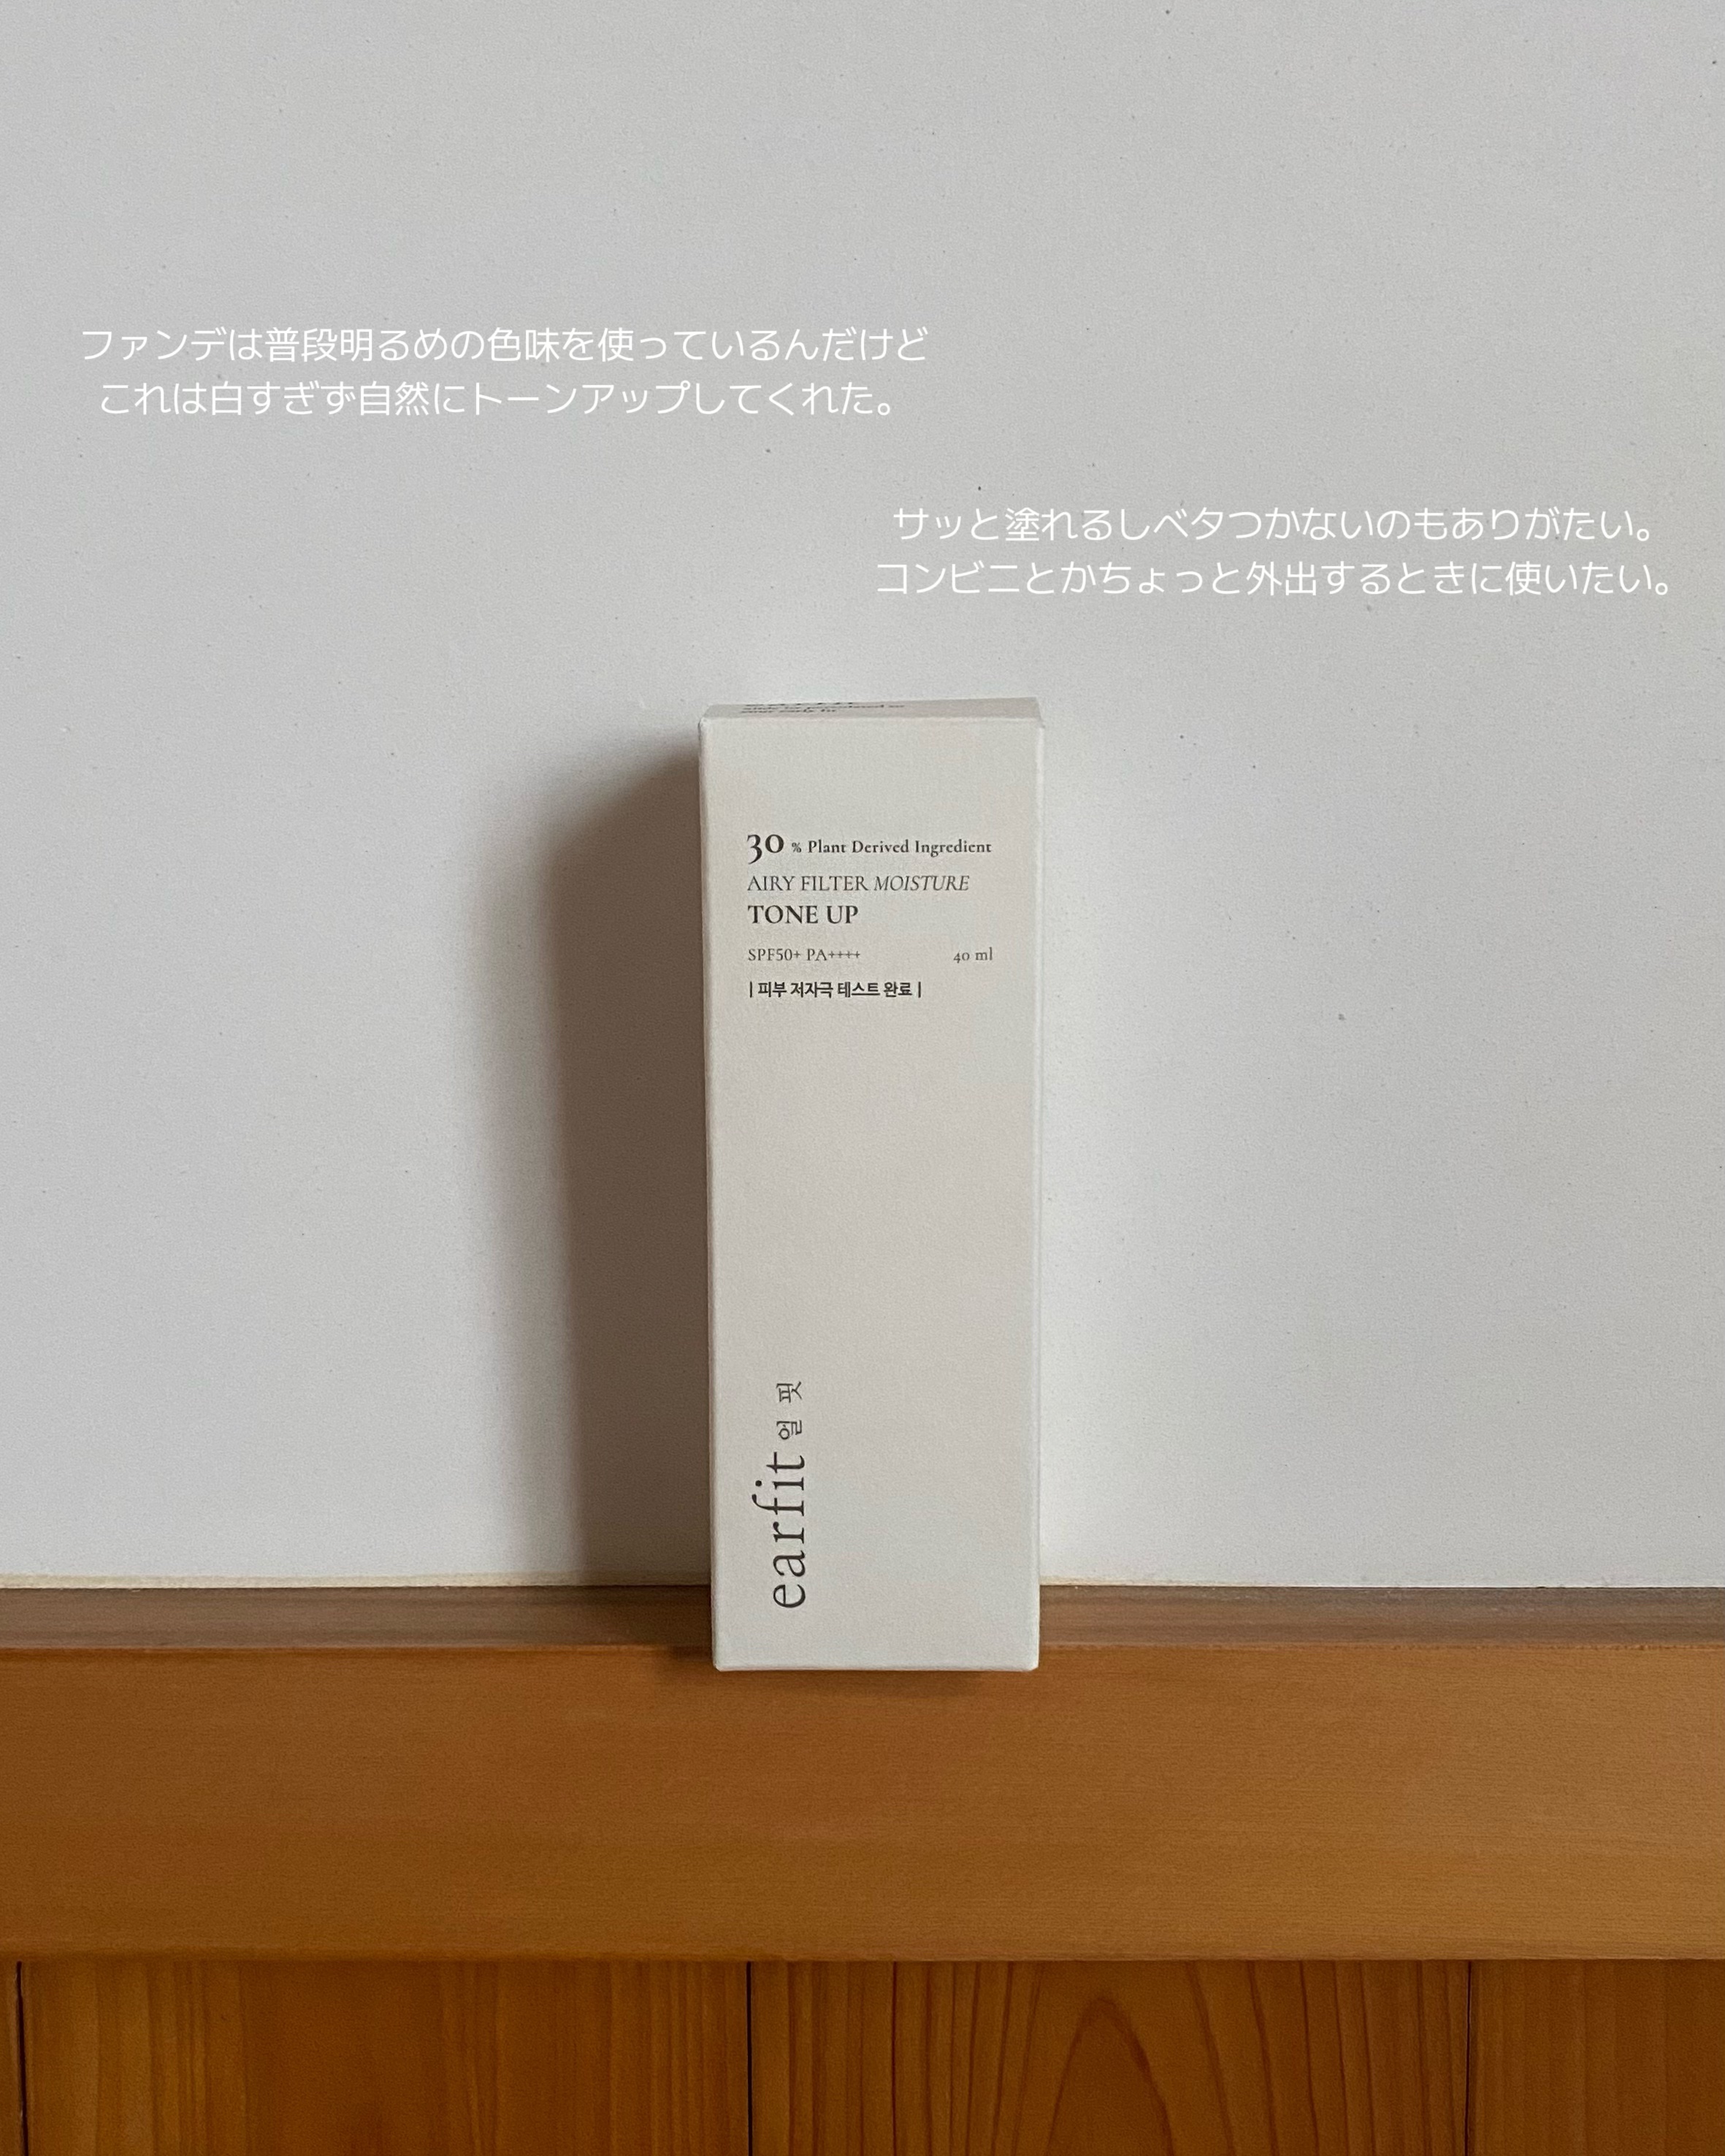 ファンデは普段明るめの色味を使っているんだけど
これは白すぎず自然にトーンアップしてくれた。
サッと塗れるしベタつかないのもありがたい。
コンビニとかちょっと外出するときに使いたい。
30 % Plant Derived Ingredient
AIRY FILTER MOISTURE
TONE UP
SPF50+ PA++++ 40 ml
| 피부 저자극 테스트 완료 |
earfit 얼핏